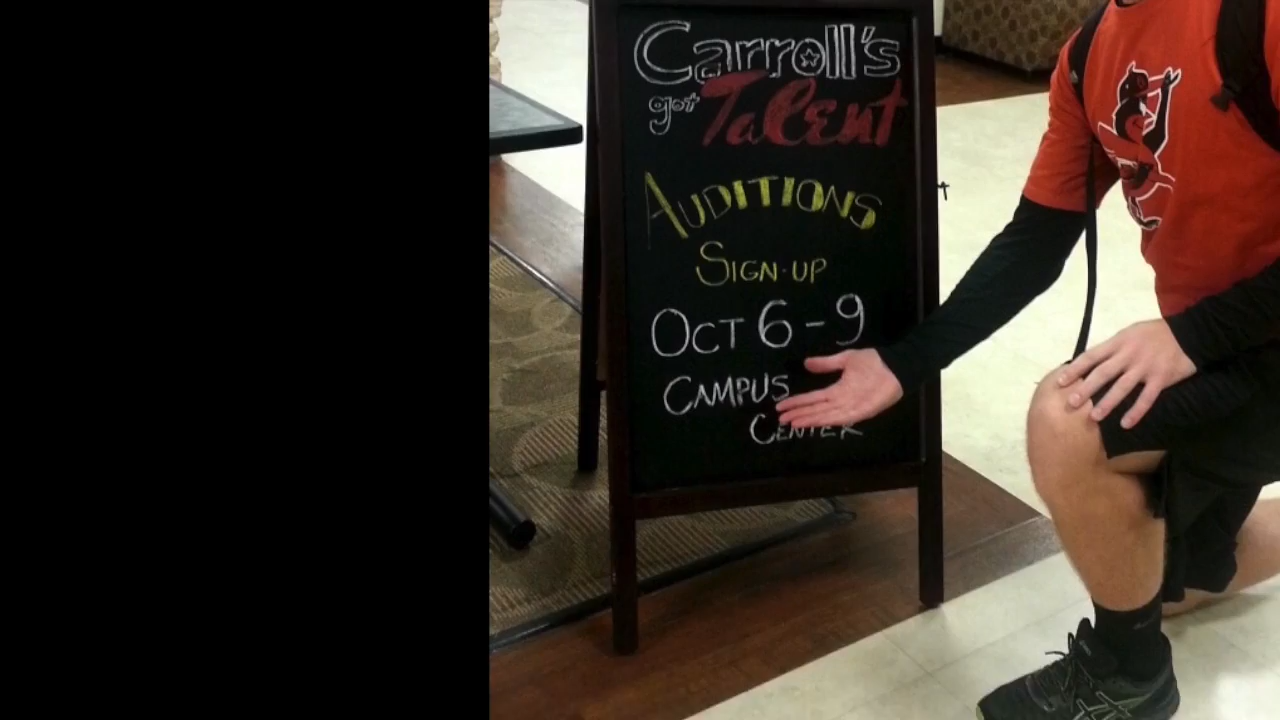 Carroll's
got Talent
AUDITIONS
SIGN-UP
OCT 6-9
CAMPUS
CENTER